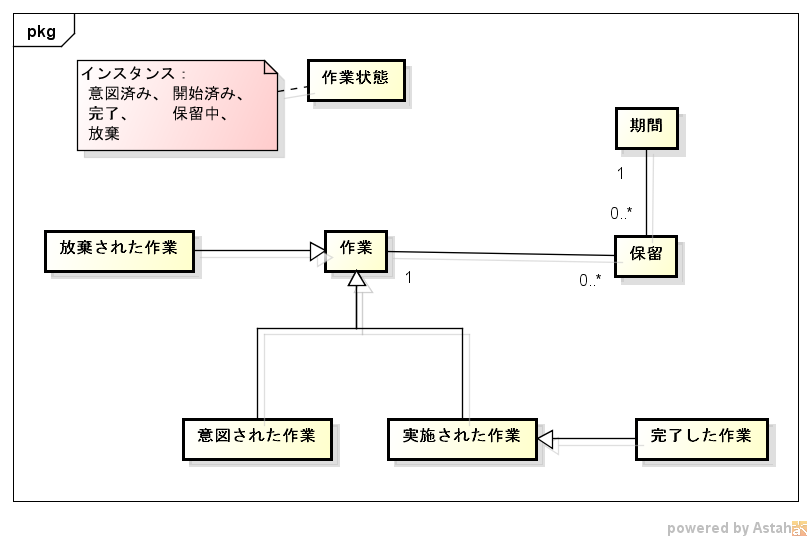 pkg
インスタンス：
意図済み、 開始済み、
完了、 保留中、
放棄
作業状態
期間
1
0..*
放棄された作業
作業
保留
1
0..*
意図された作業
実施された作業
完了した作業
powered by Astah